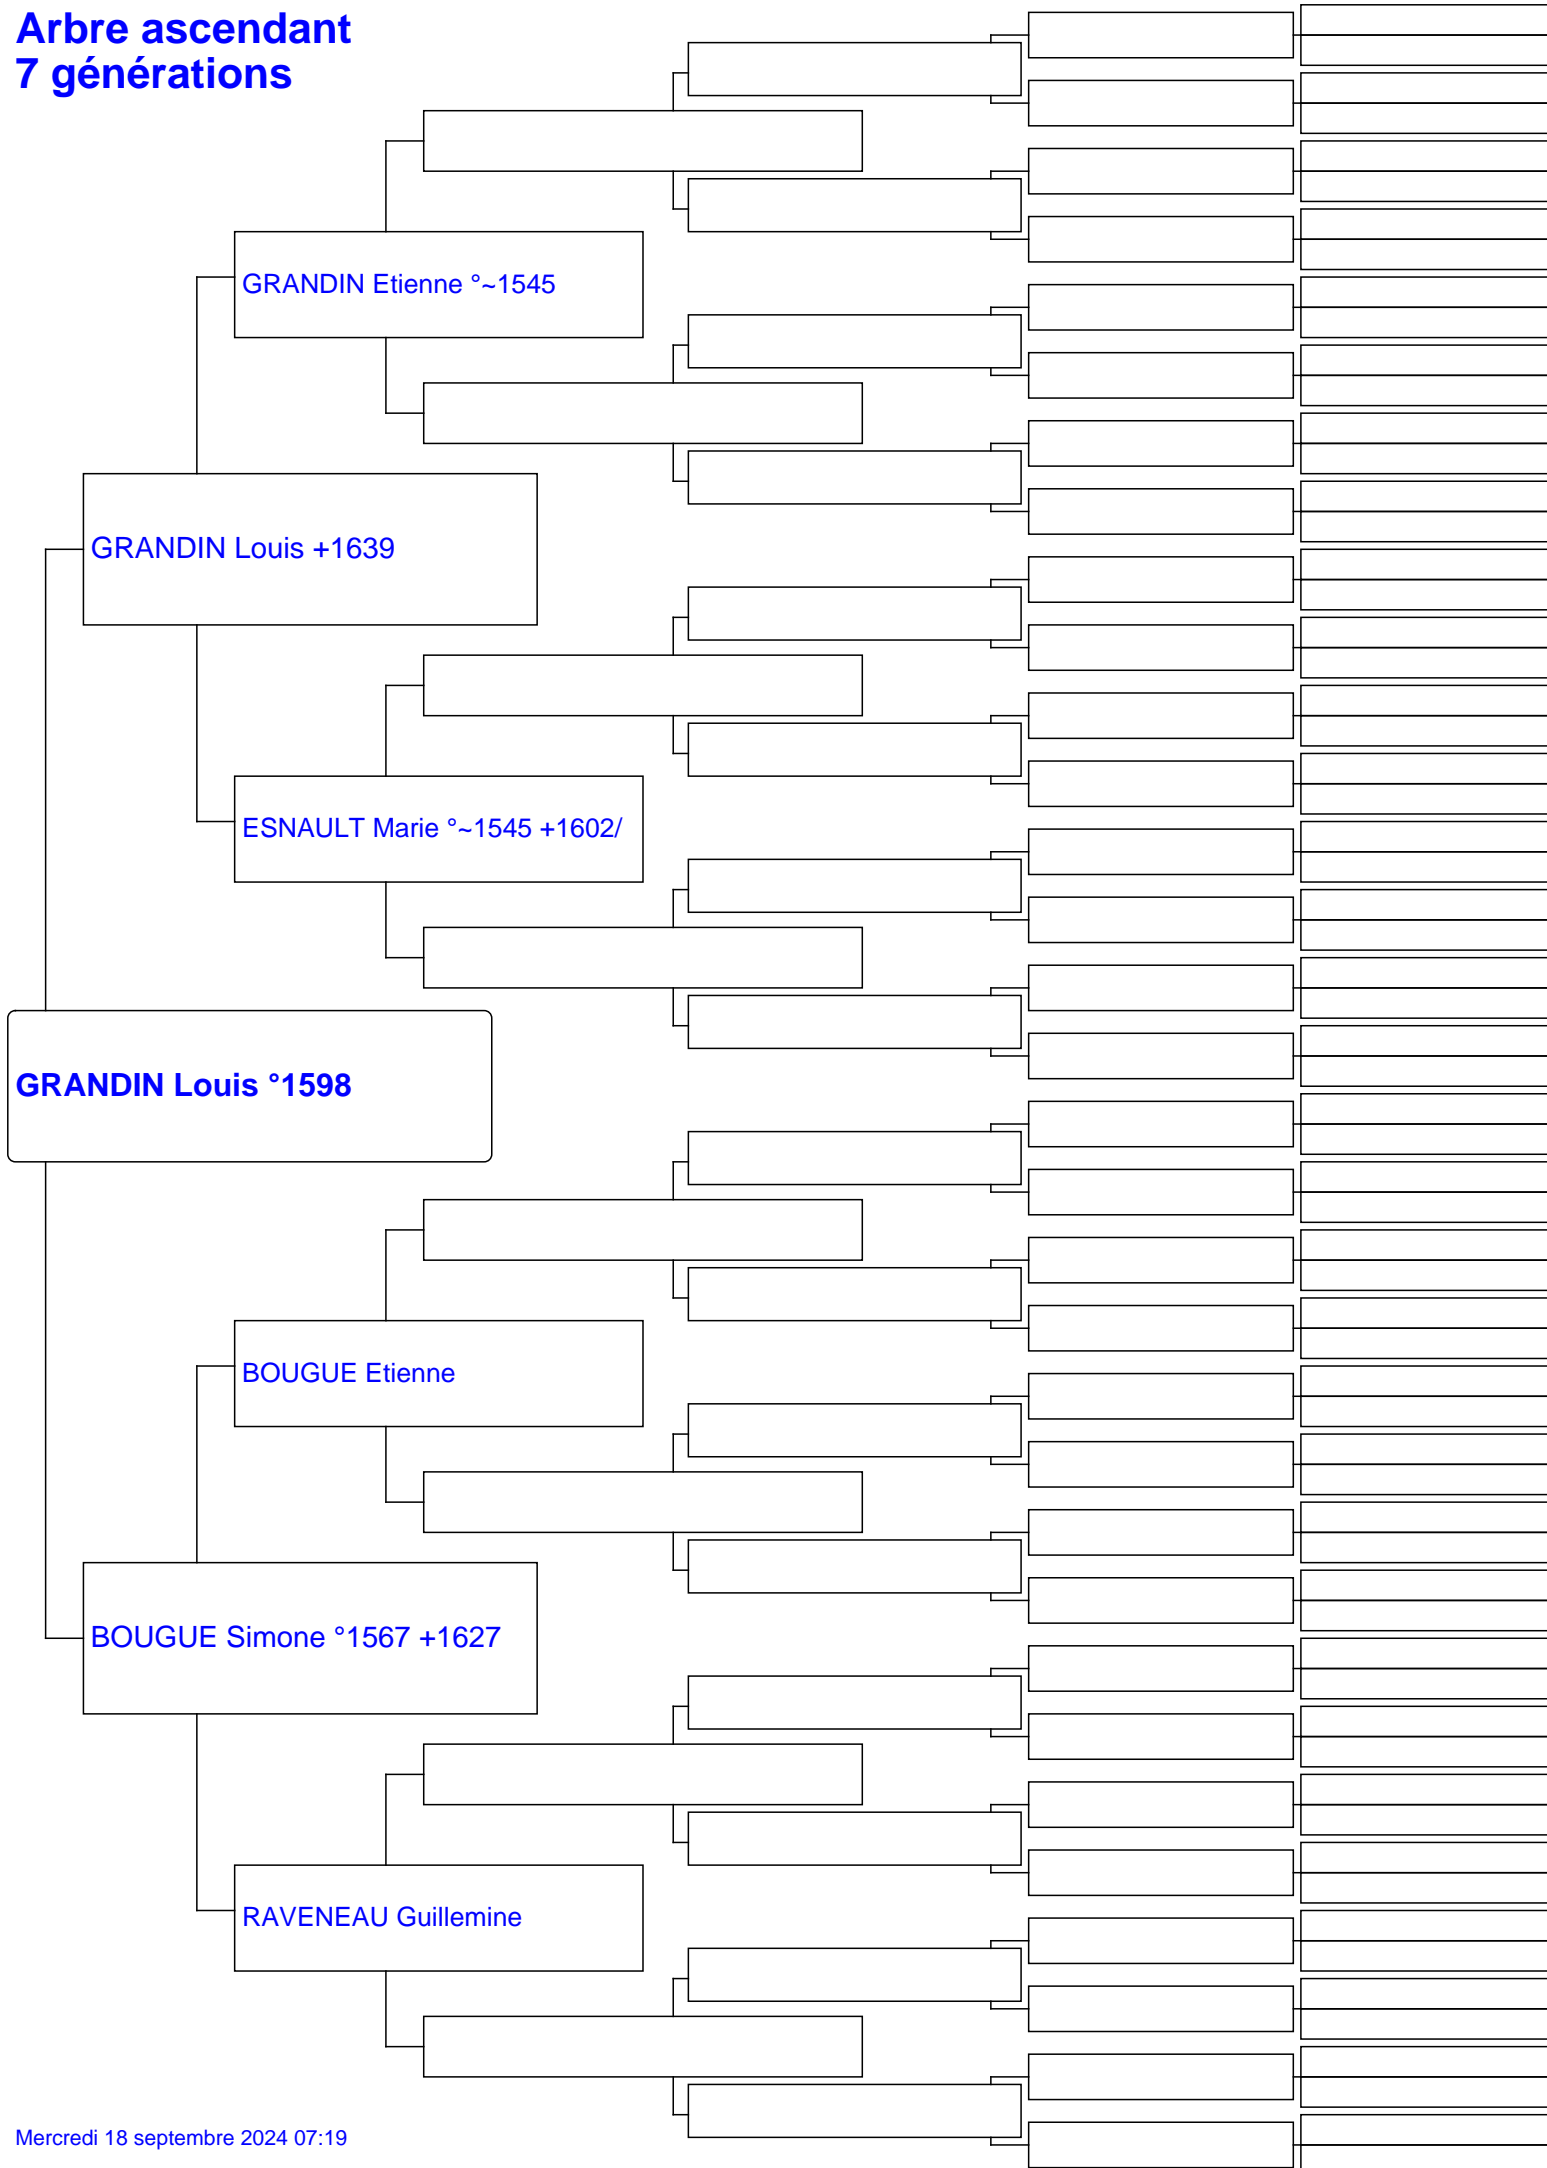 Arbre ascendant
7 générations
GRANDIN Etienne °~1545
GRANDIN Louis +1639
ESNAULT Marie °~1545 +1602/
GRANDIN Louis °1598
BOUGUE Etienne
BOUGUE Simone °1567 +1627
RAVENEAU Guillemine
Mercredi 18 septembre 2024 07:19